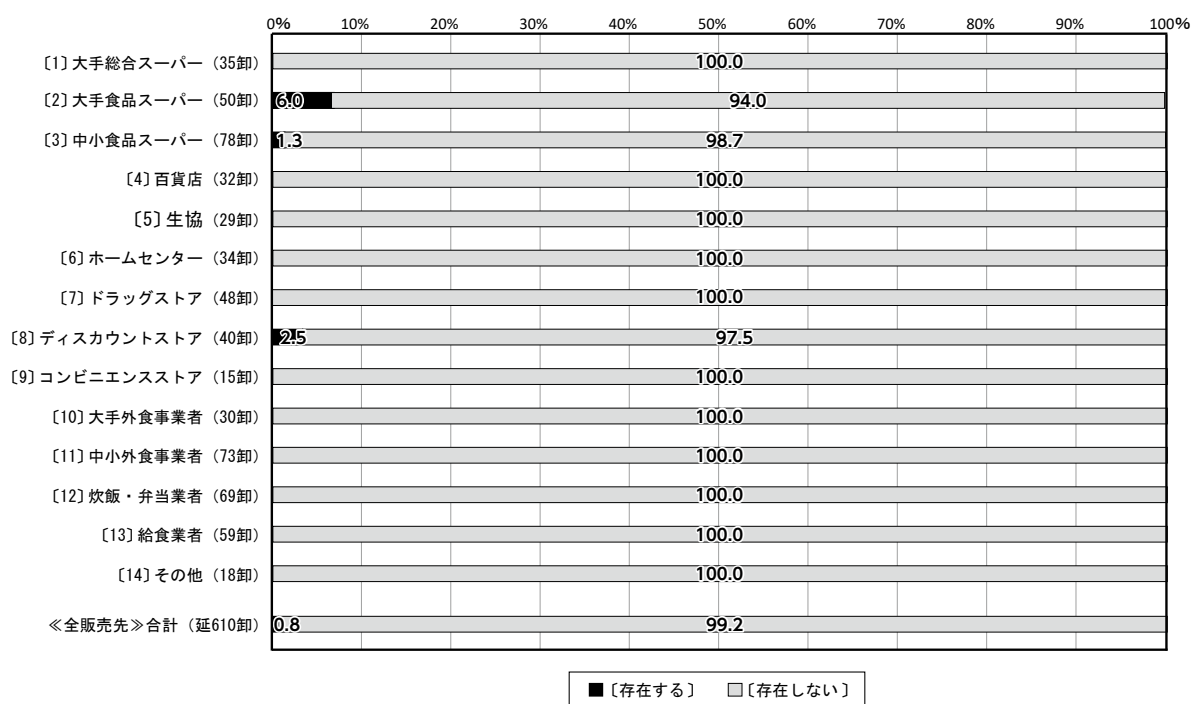 0% 10% 20% 30% 40% 50% 60% 70% 80% 90% 100%
〔1〕大手総合スーパー（35卸） 100.0
〔2〕大手食品スーパー（50卸） 6.0 94.0
〔3〕中小食品スーパー（78卸） 1.3 98.7
〔4〕百貨店（32卸） 100.0
〔5〕生協（29卸） 100.0
〔6〕ホームセンター（34卸） 100.0
〔7〕ドラッグストア（48卸） 100.0
〔8〕ディスカウントストア（40卸） 2.5 97.5
〔9〕コンビニエンスストア（15卸） 100.0
〔10〕大手外食事業者（30卸） 100.0
〔11〕中小外食事業者（73卸） 100.0
〔12〕炊飯・弁当業者（69卸） 100.0
〔13〕給食業者（59卸） 100.0
〔14〕その他（18卸） 100.0
≪全販売先≫合計（延610卸） 0.8 99.2
■〔存在する〕 □〔存在しない〕